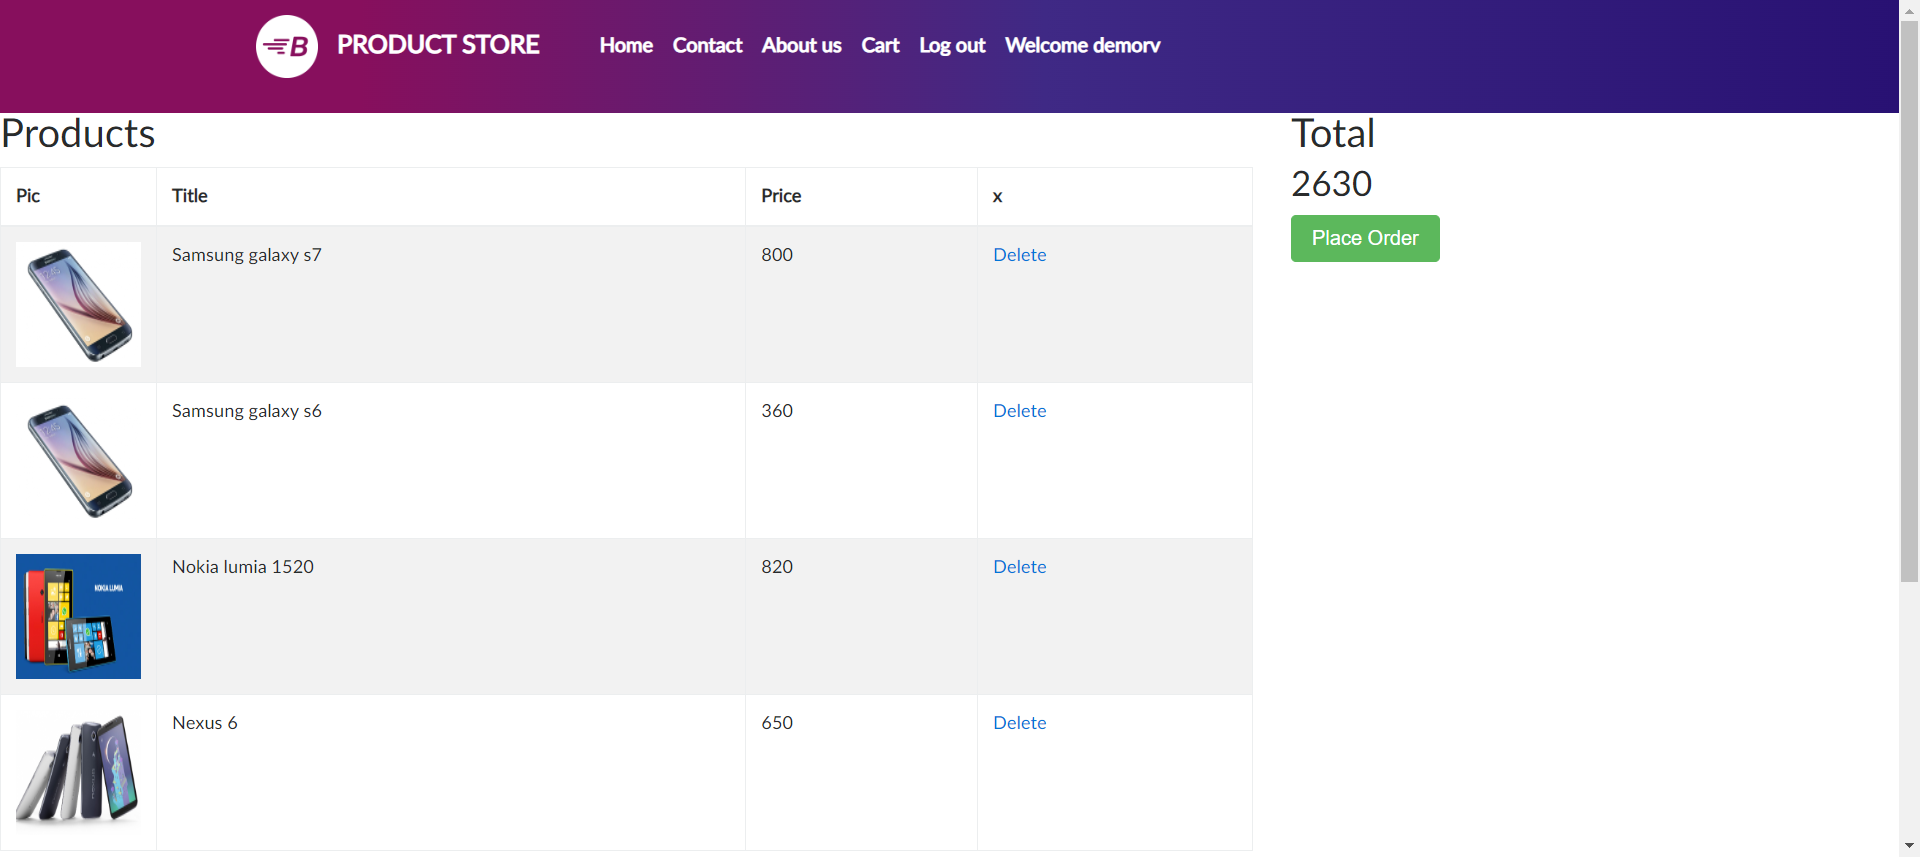 B PRODUCT STORE Home Contact About us Cart Log out Welcome demorv
Products
Total
2630
Place Order
Pic Title Price x
Samsung galaxy s7 800 Delete
Samsung galaxy s6 360 Delete
Nokia lumia 1520 820 Delete
NOKIA LUMIA
Nexus 6 650 Delete